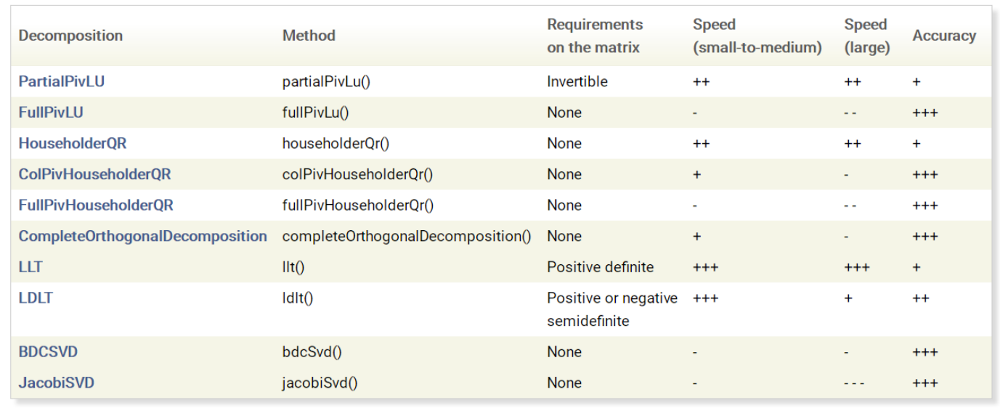 Decomposition Method Requirements on the matrix Speed (small-to-medium) Speed (large) Accuracy
PartialPivLU partialPivLu() Invertible ++ ++ +
FullPivLU fullPivLu() None - - - +++
HouseholderQR householderQr() None ++ ++ +
ColPivHouseholderQR colPivHouseholderQr() None + - +++
FullPivHouseholderQR fullPivHouseholderQr() None - - - +++
CompleteOrthogonalDecomposition completeOrthogonalDecomposition() None + - +++
LLT llt() Positive definite +++ +++ +
LDLT ldlt() Positive or negative semidefinite +++ + ++
BDCSVD bdcSvd() None - - +++
JacobiSVD jacobiSvd() None - - - - +++